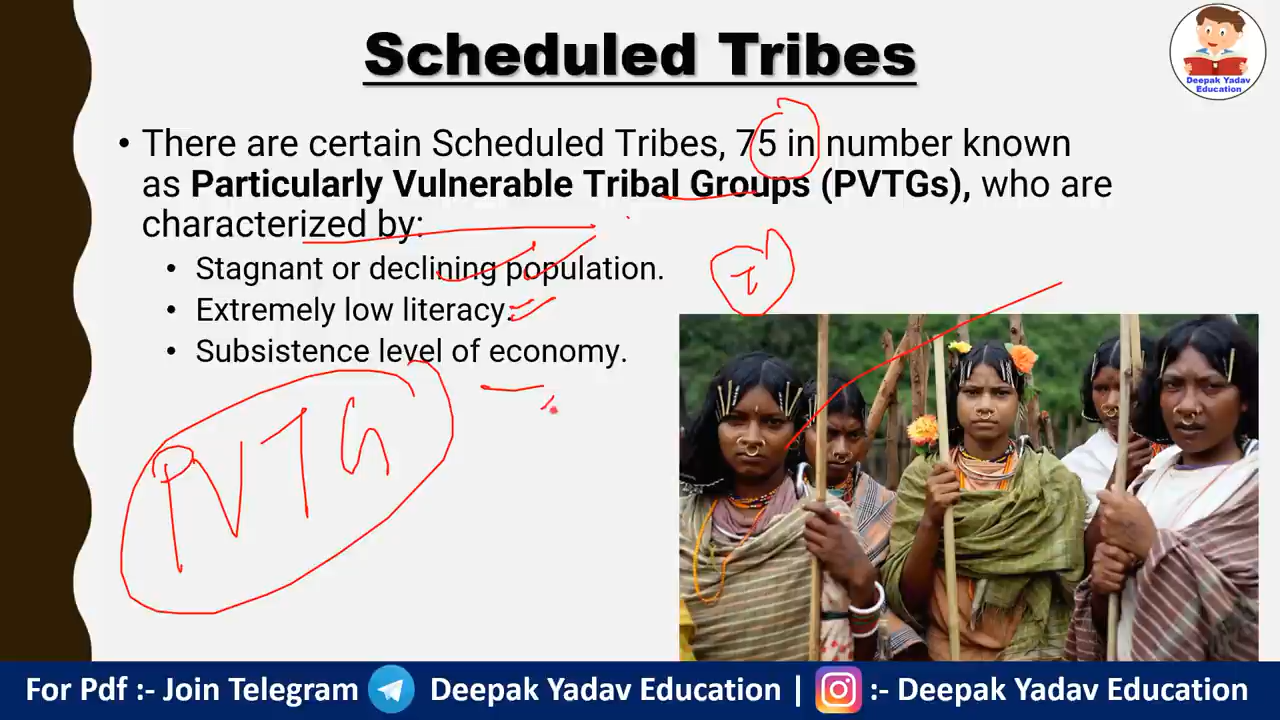 Scheduled Tribes
Deepak Yadav
Education
• There are certain Scheduled Tribes, 75 in number known
as Particularly Vulnerable Tribal Groups (PVTGs), who are
characterized by:
• Stagnant or declining population.
• Extremely low literacy.
• Subsistence level of economy.
PVTG
For Pdf :- Join Telegram Deepak Yadav Education | :- Deepak Yadav Education